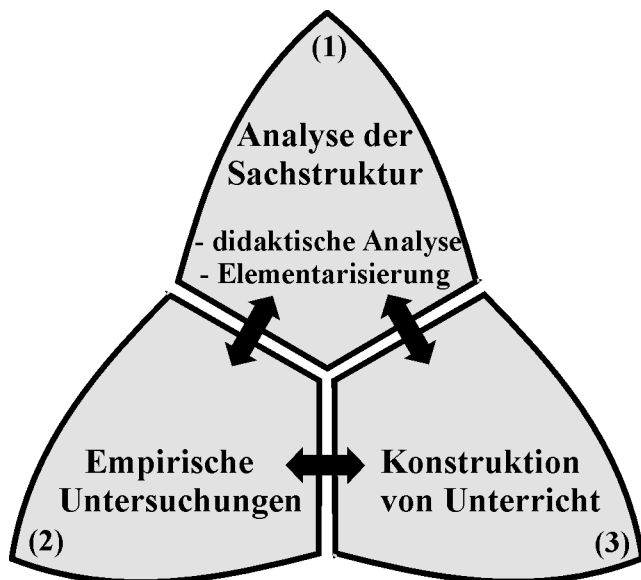 (1)
Analyse der
Sachstruktur
- didaktische Analyse
- Elementarisierung
Empirische
Untersuchungen
(2)
Konstruktion
von Unterricht
(3)